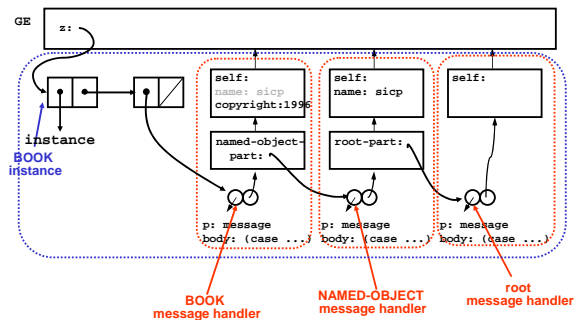 GE
z:
self:
name: sicp
copyright:1996
self:
name: sicp
self:
instance
BOOK
instance
named-object-
part:
root-part:
p: message
body: (case ...)
p: message
body: (case ...)
p: message
body: (case ...)
BOOK
message handler
NAMED-OBJECT
message handler
root
message handler